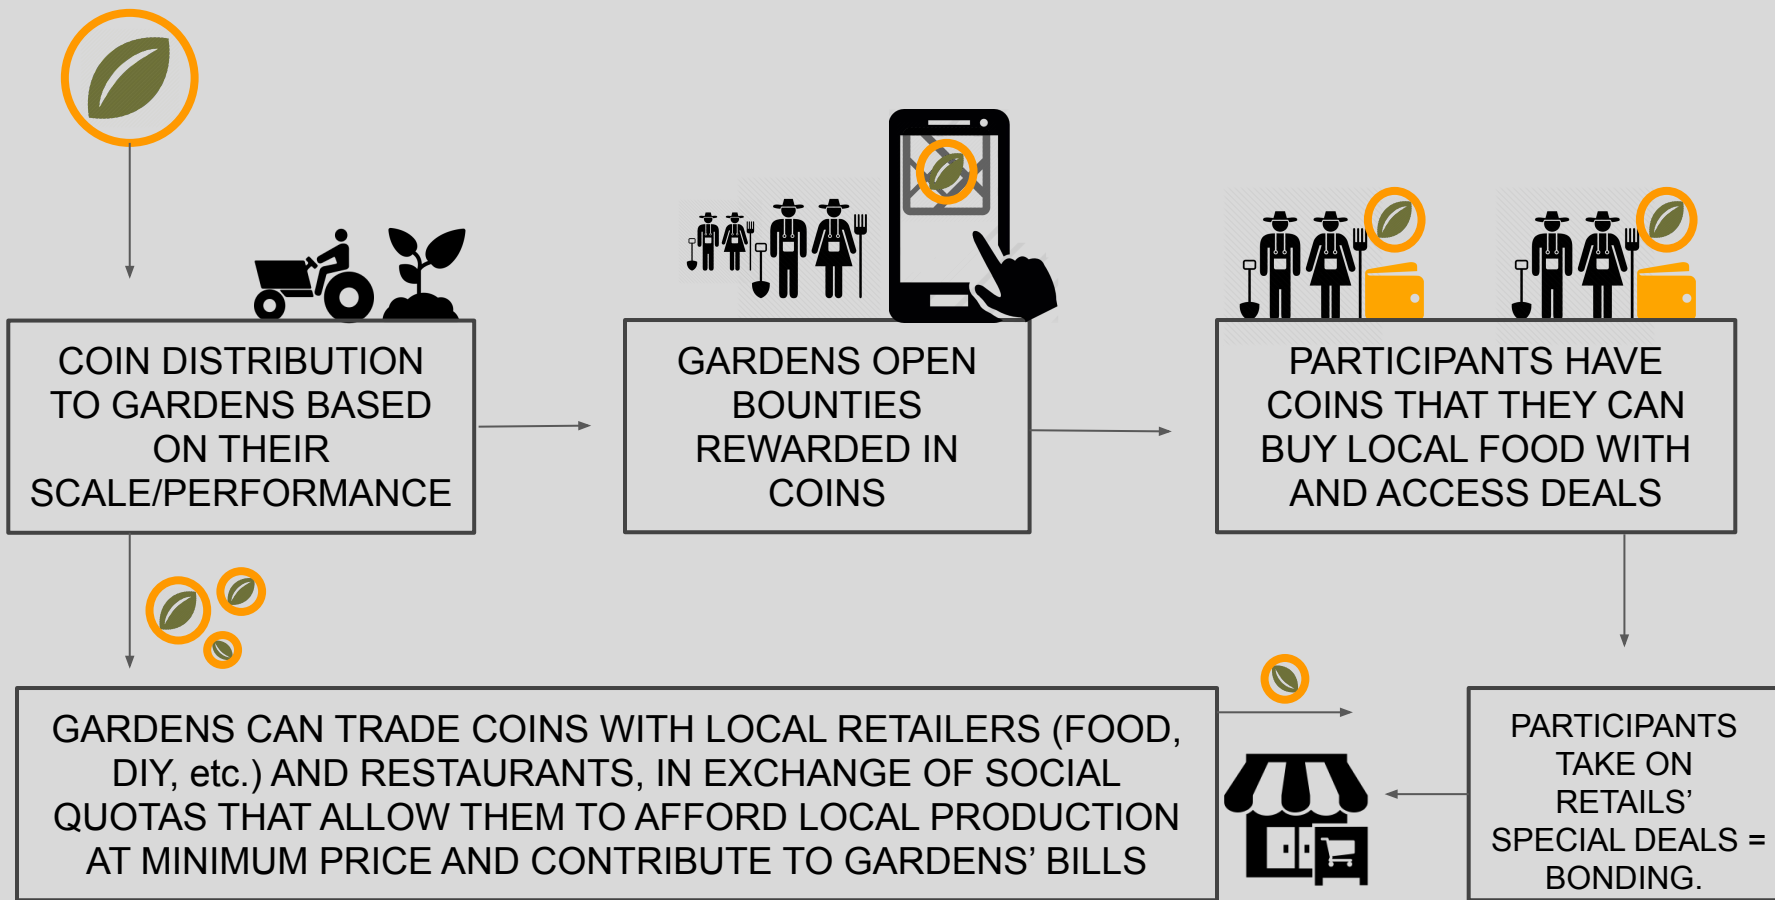 COIN DISTRIBUTION
TO GARDENS BASED
ON THEIR
SCALE/PERFORMANCE
GARDENS OPEN
BOUNTIES
REWARDED IN
COINS
PARTICIPANTS HAVE
COINS THAT THEY CAN
BUY LOCAL FOOD WITH
AND ACCESS DEALS
GARDENS CAN TRADE COINS WITH LOCAL RETAILERS (FOOD,
DIY, etc.) AND RESTAURANTS, IN EXCHANGE OF SOCIAL
QUOTAS THAT ALLOW THEM TO AFFORD LOCAL PRODUCTION
AT MINIMUM PRICE AND CONTRIBUTE TO GARDENS’ BILLS
PARTICIPANTS
TAKE ON
RETAILS’
SPECIAL DEALS =
BONDING.